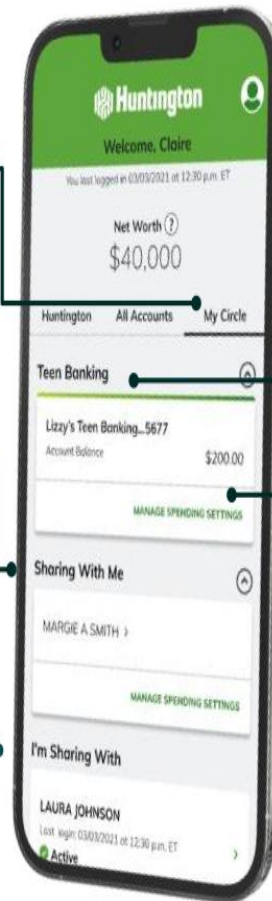 Huntington
Welcome, Claire
You last logged in 03/03/2021 at 12:30 p.m. ET
Net Worth ?
$40,000
Huntington All Accounts My Circle
Teen Banking
Lizzy's Teen Banking...5677
Account Balance $200.00
MANAGE SPENDING SETTINGS
Sharing With Me
MARGIE A SMITH >
MANAGE SPENDING SETTINGS
I'm Sharing With
LAURA JOHNSON
Last login: 03/03/2021 at 12:30 p.m. ET
Active >